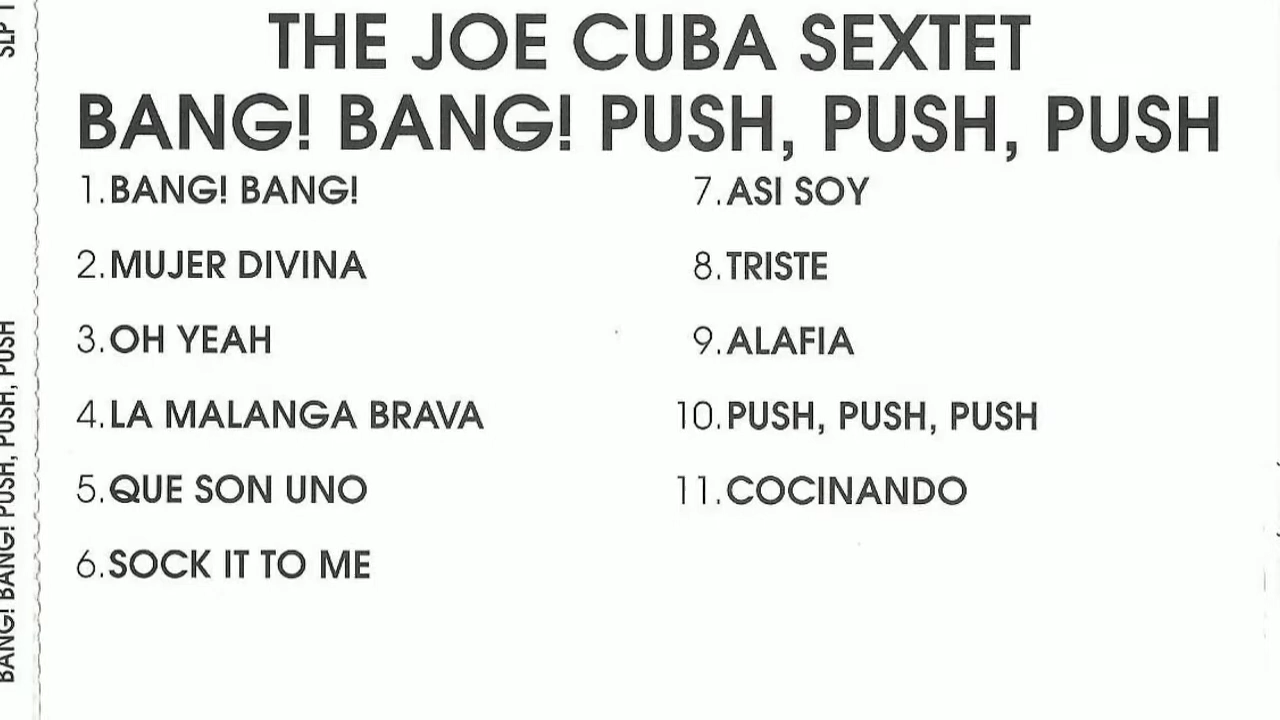 THE JOE CUBA SEXTET
BANG! BANG! PUSH, PUSH, PUSH
1. BANG! BANG!
2. MUJER DIVINA
3. OH YEAH
4. LA MALANGA BRAVA
5. QUE SON UNO
6. SOCK IT TO ME
7. ASI SOY
8. TRISTE
9. ALAFIA
10. PUSH, PUSH, PUSH
11. COCINANDO
BANG! BANG! PUSH, PUSH, PUSH
SLP 1